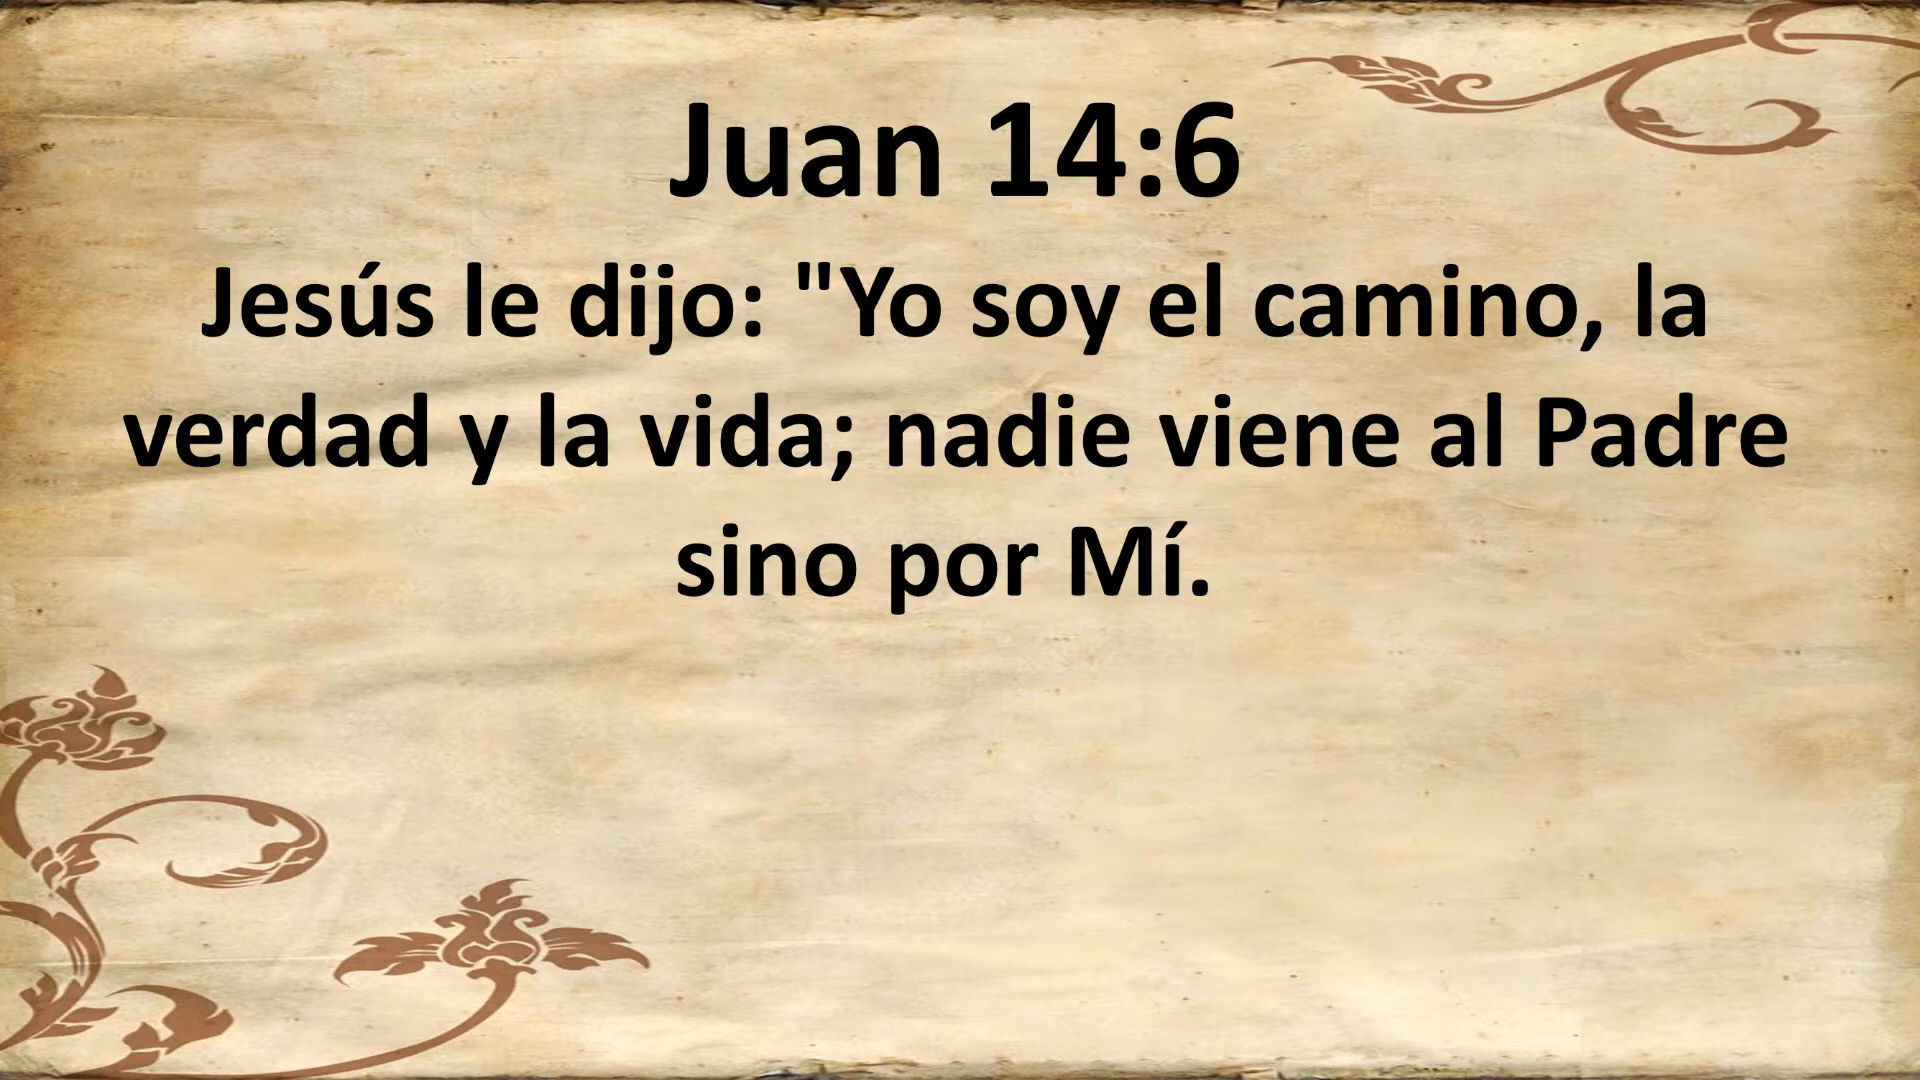 Juan 14:6
Jesús le dijo: "Yo soy el camino, la
verdad y la vida; nadie viene al Padre
sino por Mí.